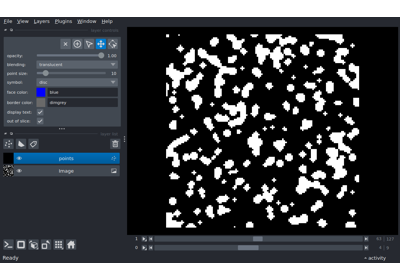 File View Layers Plugins Window Help
opacity: 1.00
blending: translucent
point size: 10
symbol: disc
face color: blue
border color: dimgrey
display text:
out of slice:
points
image
1
0
Ready
activity